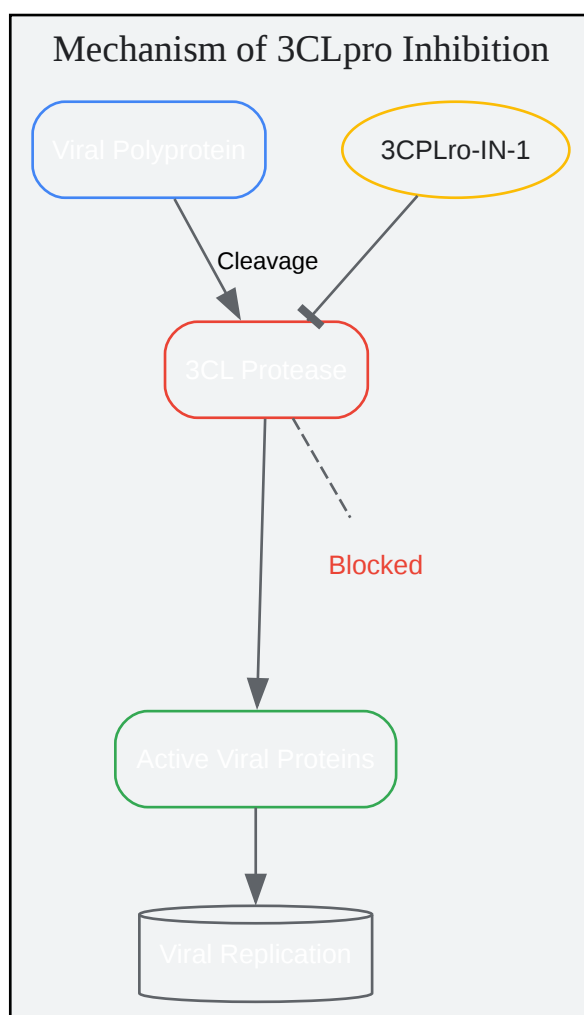 Mechanism of 3CLpro Inhibition
Viral Polyprotein
3CPLro-IN-1
Cleavage
3CL Protease
Blocked
Active Viral Proteins
Viral Replication